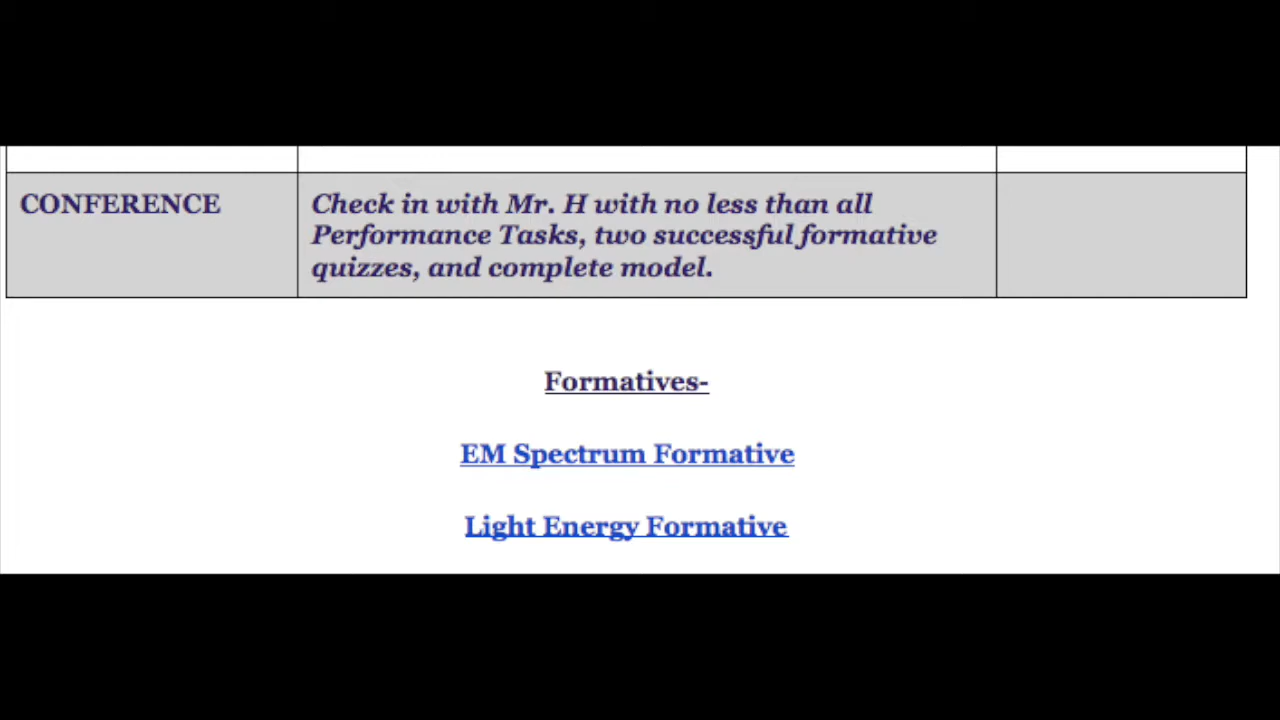 CONFERENCE
Check in with Mr. H with no less than all
Performance Tasks, two successful formative
quizzes, and complete model.
Formatives-
EM Spectrum Formative
Light Energy Formative